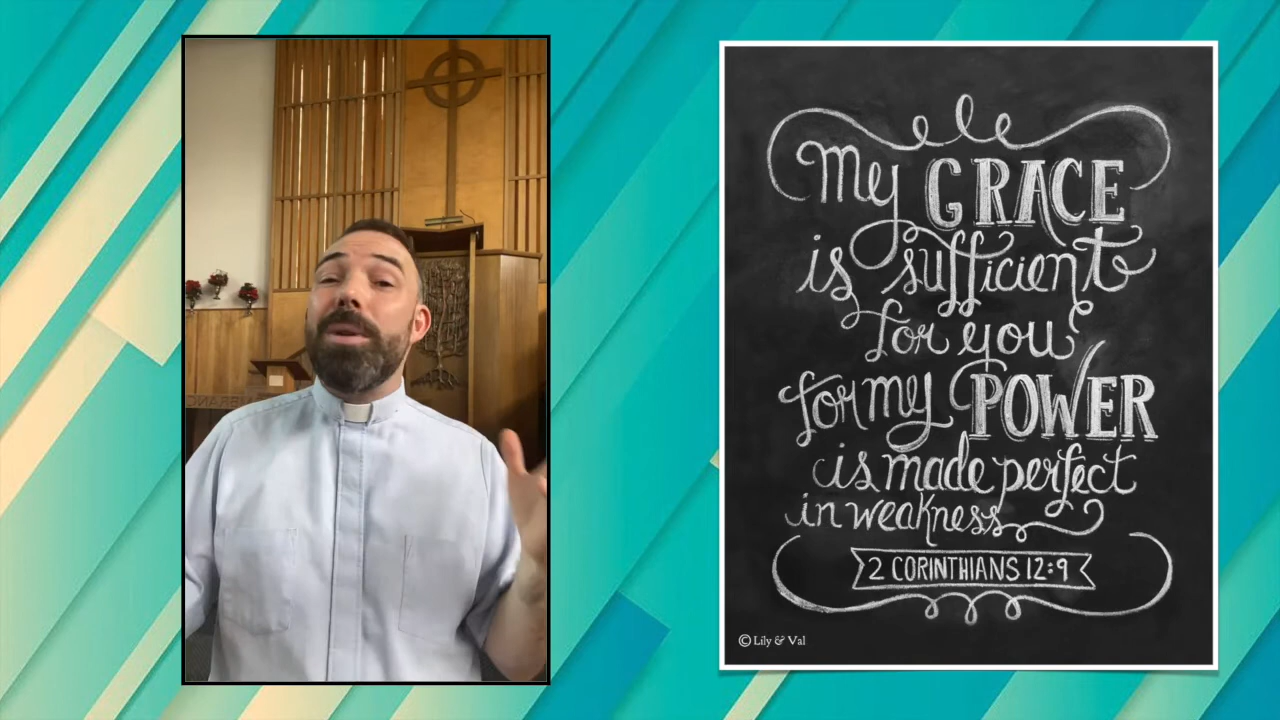 My GRACE
is sufficient
for you
for my POWER
is made perfect
in weakness
2 CORINTHIANS 12:9
© Lily & Val